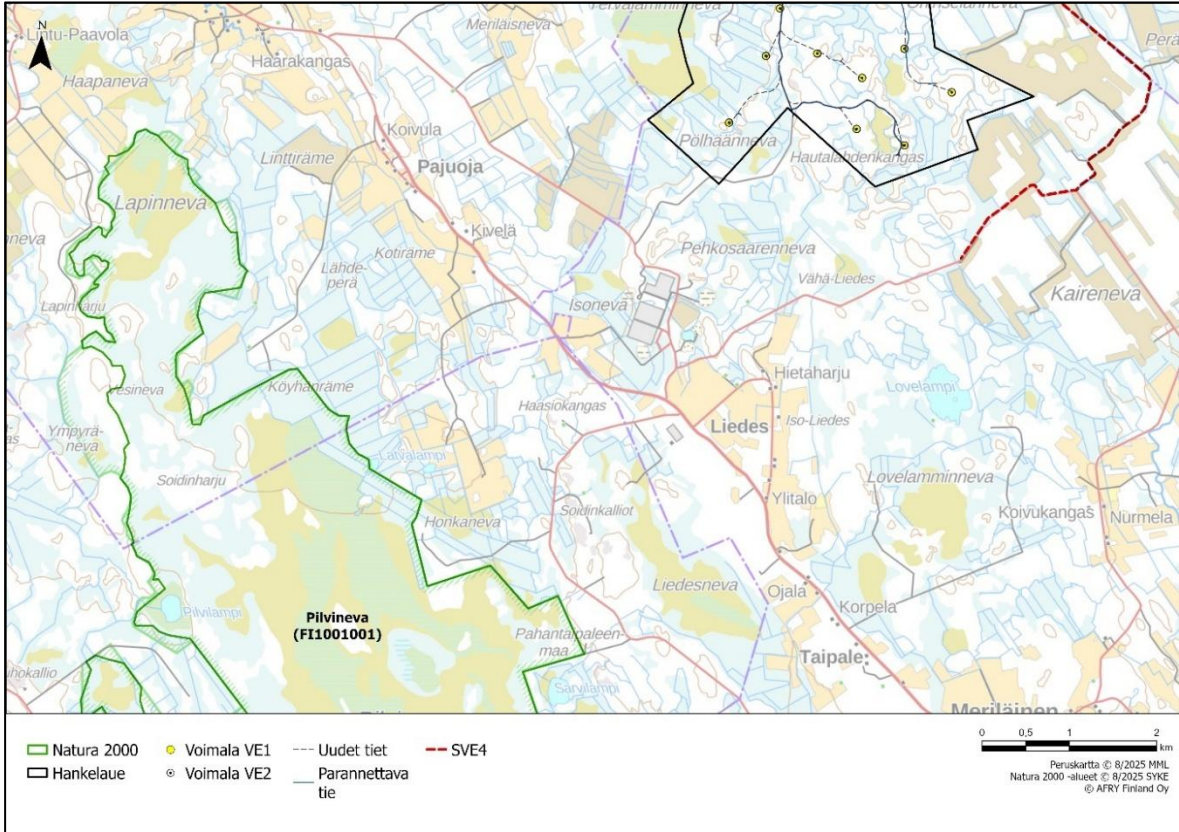 N
Lintu-Paavola
Haapaneva
Haarakangas
Meriläisneva
Koivula
Linttiräme
Pajuoja
Lapinneva
Kivelä
Kotiräme
Lähde-
perä
Lapinharju
Isoneva
Pölhäänneva
Hautalahdenkangas
Pehkosaarenneva
Vähä-Liedes
Kaireneva
Köyhänräme
Haasiokangas
Hietaharju
Lovelampi
Liedes
Iso-Liedes
Ympyrä-
neva
Soidinharju
Latvalampi
Honkaneva
Soidinkalliot
Ylitalo
Lovelamminneva
Koivukangas
Nurmela
Liedesneva
Ojala
Korpela
Pilvilampi
Pilvineva
(FI1001001)
Pahantaipaleen-
maa
Taipale
Särvilampi
Meriläinen
Natura 2000
Hankelaue
Voimala VE1
Voimala VE2
Uudet tiet
Parannettava
tie
SVE4
0 0,5 1 2
km
Peruskartta © 8/2025 MML
Natura 2000 -alueet © 8/2025 SYKE
© AFRY Finland Oy